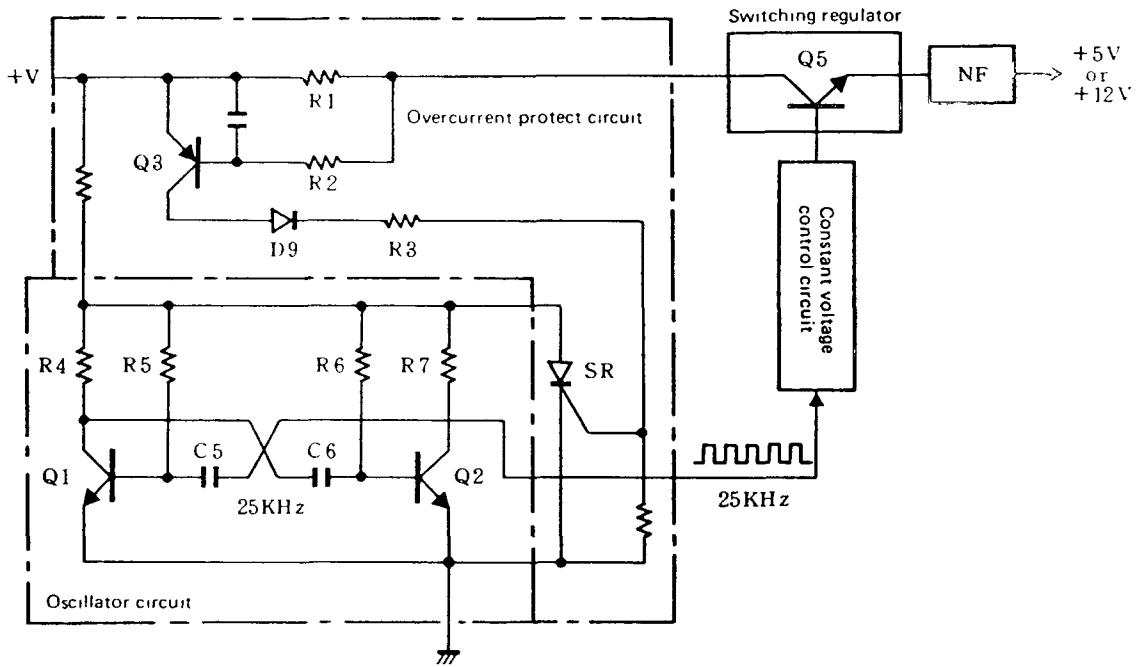 Switching regulator
+V
R1
Q5
NF
+5V
or
+12V
Overcurrent protect circuit
Q3
R2
D9
R3
Constant voltage
control circuit
R4
R5
R6
R7
SR
Q1
C5
C6
Q2
25KHz
25KHz
Oscillator circuit